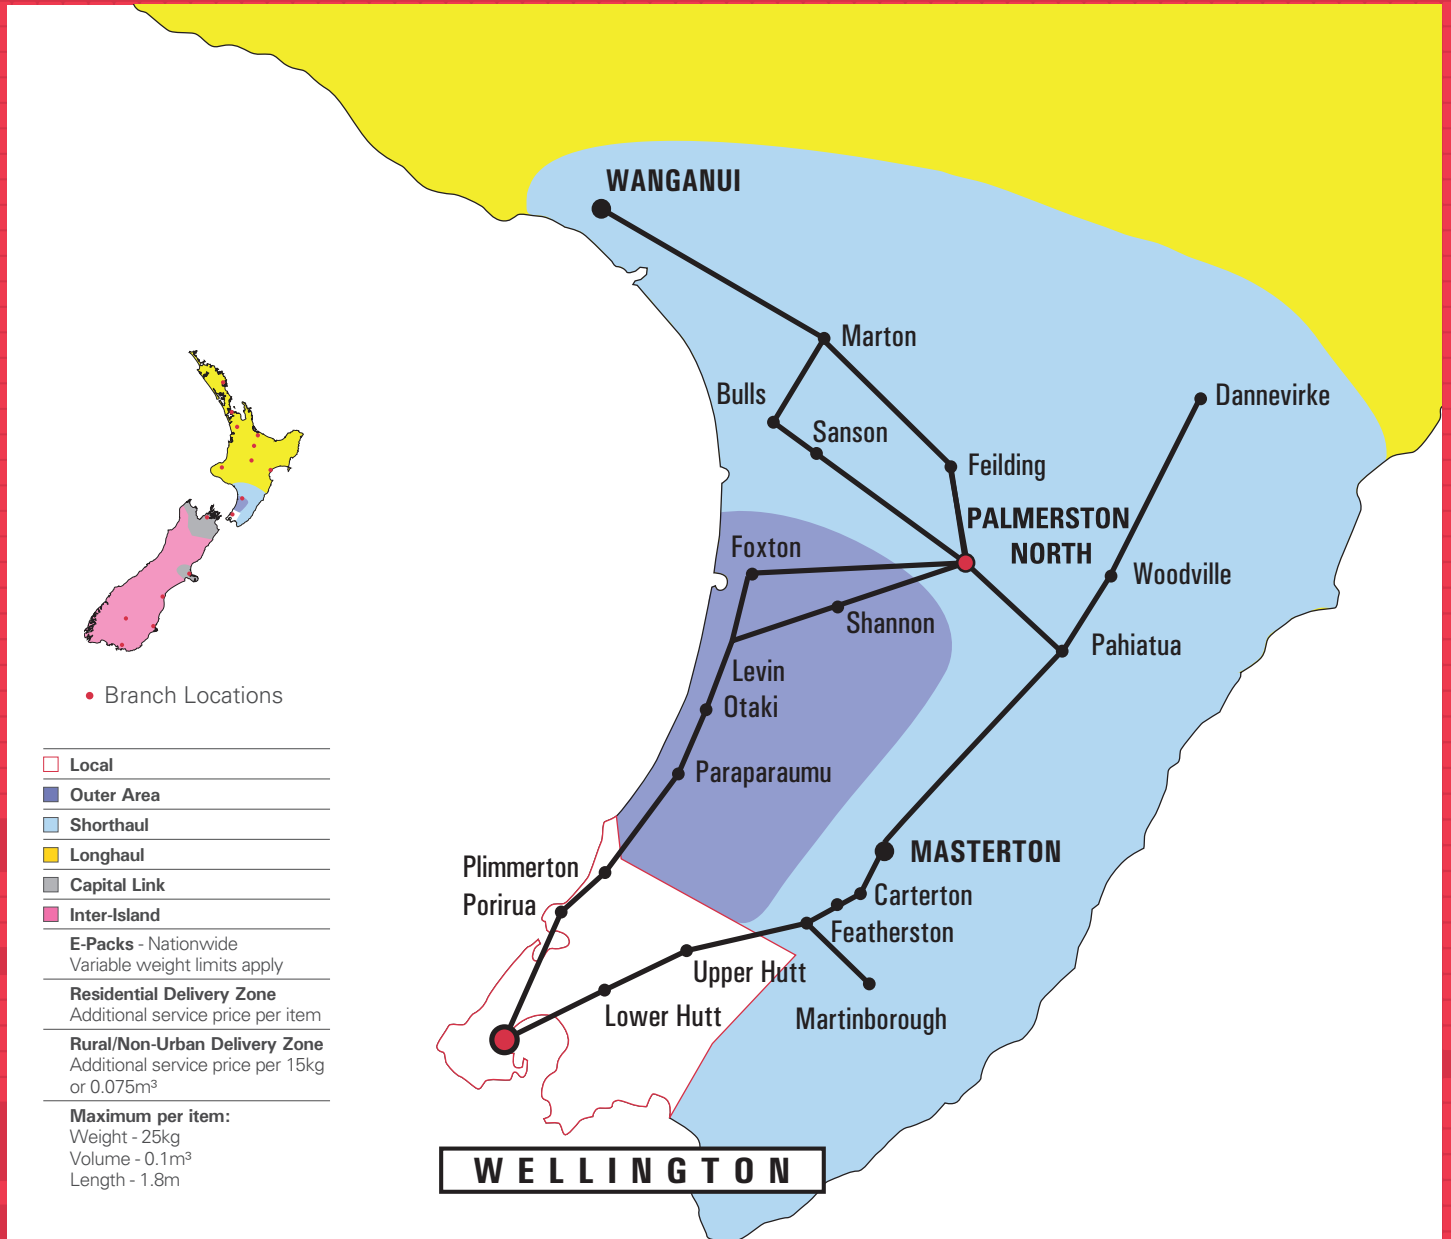 WANGANUI
Marton
Bulls
Sanson
Dannevirke
Feilding
PALMERSTON
NORTH
Foxton
Woodville
Shannon
Pahiatua
Levin
Otaki
Paraparaumu
MASTERTON
Plimmerton
Carterton
Porirua
Featherston
Upper Hutt
Lower Hutt
Martinborough
WELLINGTON
Branch Locations
Local
Outer Area
Shorthaul
Longhaul
Capital Link
Inter-Island
E-Packs - Nationwide
Variable weight limits apply
Residential Delivery Zone
Additional service price per item
Rural/Non-Urban Delivery Zone
Additional service price per 15kg
or 0.075m³
Maximum per item:
Weight - 25kg
Volume - 0.1m³
Length - 1.8m